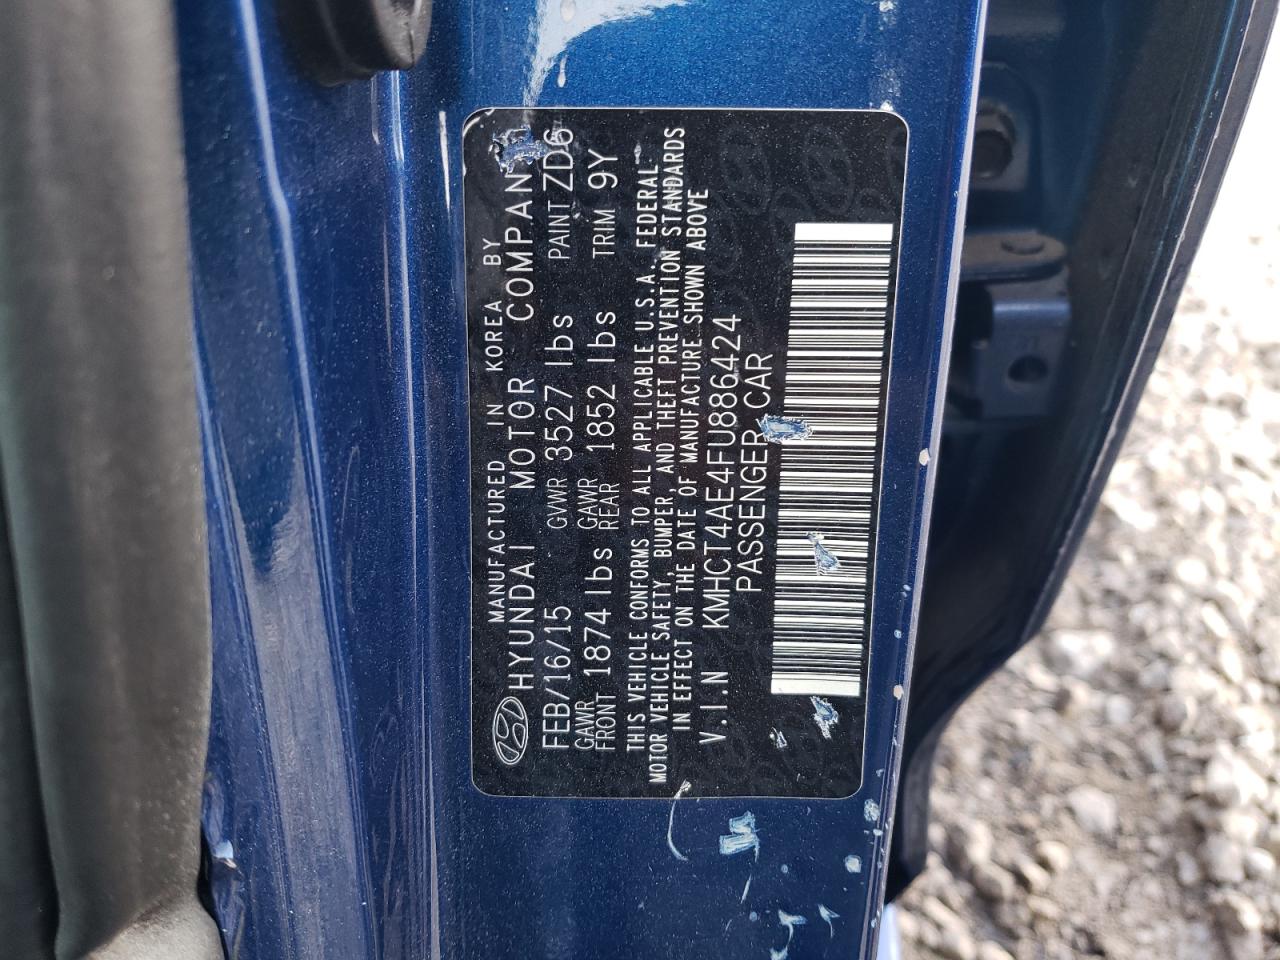 MANUFACTURED IN KOREA BY
HYUNDAI MOTOR COMPANY
FEB/16/15 GVWR 3527 lbs PAINT ZD6
GAWR FRONT 1874 lbs GAWR REAR 1852 lbs TRIM 9Y
THIS VEHICLE CONFORMS TO ALL APPLICABLE U.S.A. FEDERAL
MOTOR VEHICLE SAFETY, BUMPER, AND THEFT PREVENTION STANDARDS
IN EFFECT ON THE DATE OF MANUFACTURE SHOWN ABOVE
V.I.N KMHCT4AE4FU886424
PASSENGER CAR